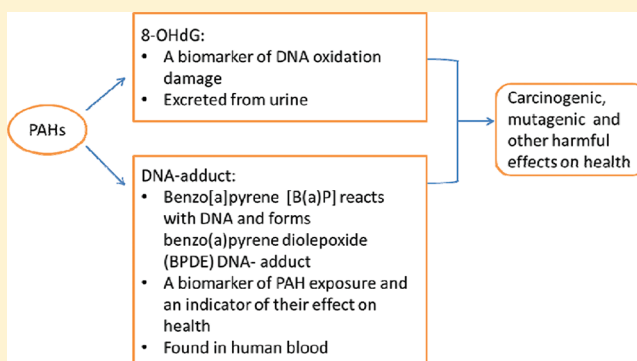 PAHs
8-OHdG:
• A biomarker of DNA oxidation
damage
• Excreted from urine
DNA-adduct:
• Benzo[a]pyrene [B(a)P] reacts
with DNA and forms
benzo(a)pyrene diolepoxide
(BPDE) DNA- adduct
• A biomarker of PAH exposure and
an indicator of their effect on
health
• Found in human blood
Carcinogenic,
mutagenic and
other harmful
effects on health